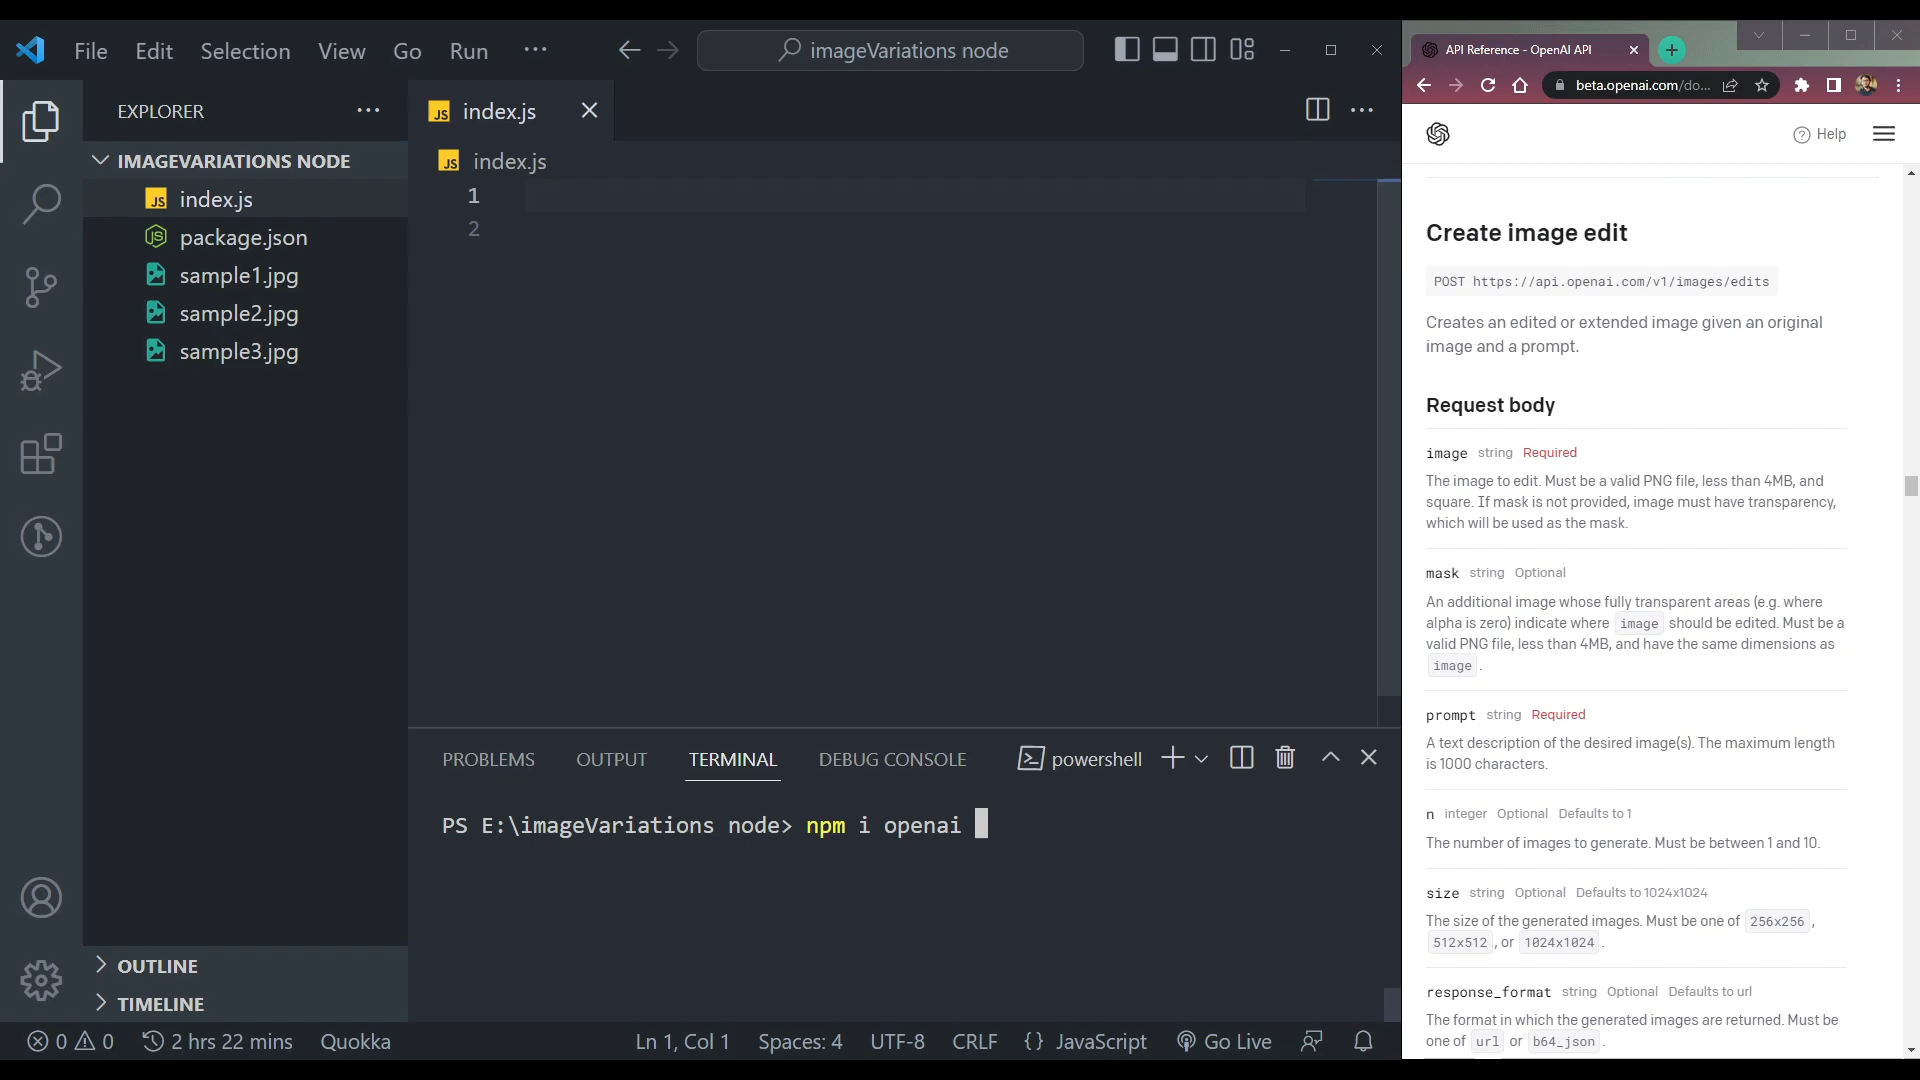 File Edit Selection View Go Run ···
imageVariations node
EXPLORER
IMAGEVARIATIONS NODE
JS index.js
package.json
sample1.jpg
sample2.jpg
sample3.jpg
OUTLINE
TIMELINE
JS index.js
JS index.js
1
2
PROBLEMS OUTPUT TERMINAL DEBUG CONSOLE powershell
PS E:\imageVariations node> npm i openai
0 0 2 hrs 22 mins Quokka Ln 1, Col 1 Spaces: 4 UTF-8 CRLF {} JavaScript Go Live
API Reference - OpenAI API
beta.openai.com/do...
Help
Create image edit
POST https://api.openai.com/v1/images/edits
Creates an edited or extended image given an original
image and a prompt.
Request body
image string Required
The image to edit. Must be a valid PNG file, less than 4MB, and
square. If mask is not provided, image must have transparency,
which will be used as the mask.
mask string Optional
An additional image whose fully transparent areas (e.g. where
alpha is zero) indicate where image should be edited. Must be a
valid PNG file, less than 4MB, and have the same dimensions as
image .
prompt string Required
A text description of the desired image(s). The maximum length
is 1000 characters.
n integer Optional Defaults to 1
The number of images to generate. Must be between 1 and 10.
size string Optional Defaults to 1024x1024
The size of the generated images. Must be one of 256x256 ,
512x512 , or 1024x1024 .
response_format string Optional Defaults to url
The format in which the generated images are returned. Must be
one of url or b64_json .